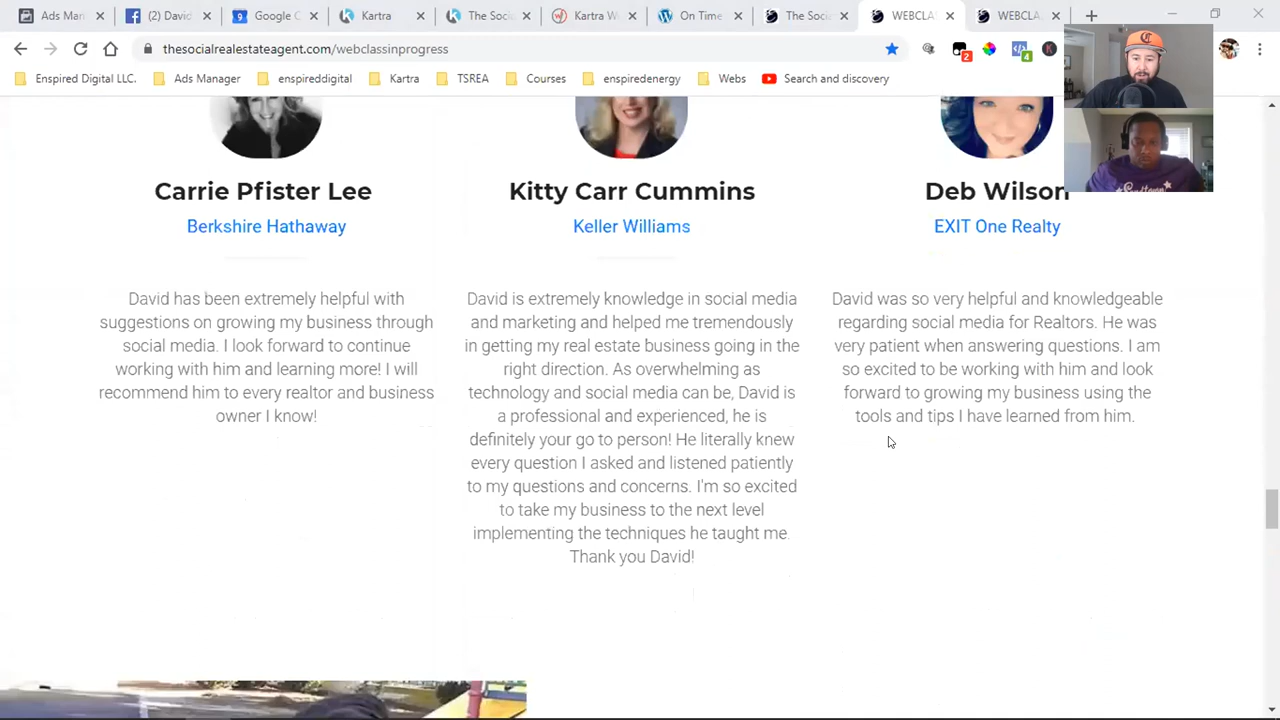 Ads Man
(2) David
Google C
Kartra
The Socia
Kartra W
On Time
The Socia
WEBCLA
WEBCLA
thesocialrealestateagent.com/webclassinprogress
2
4
K
Enspired Digital LLC.
Ads Manager
enspireddigital
Kartra
TSREA
Courses
enspiredenergy
Webs
Search and discovery
Carrie Pfister Lee
Berkshire Hathaway
David has been extremely helpful with
suggestions on growing my business through
social media. I look forward to continue
working with him and learning more! I will
recommend him to every realtor and business
owner I know!
Kitty Carr Cummins
Keller Williams
David is extremely knowledge in social media
and marketing and helped me tremendously
in getting my real estate business going in the
right direction. As overwhelming as
technology and social media can be, David is
a professional and experienced, he is
definitely your go to person! He literally knew
every question I asked and listened patiently
to my questions and concerns. I'm so excited
to take my business to the next level
implementing the techniques he taught me.
Thank you David!
Deb Wilson
EXIT One Realty
David was so very helpful and knowledgeable
regarding social media for Realtors. He was
very patient when answering questions. I am
so excited to be working with him and look
forward to growing my business using the
tools and tips I have learned from him.